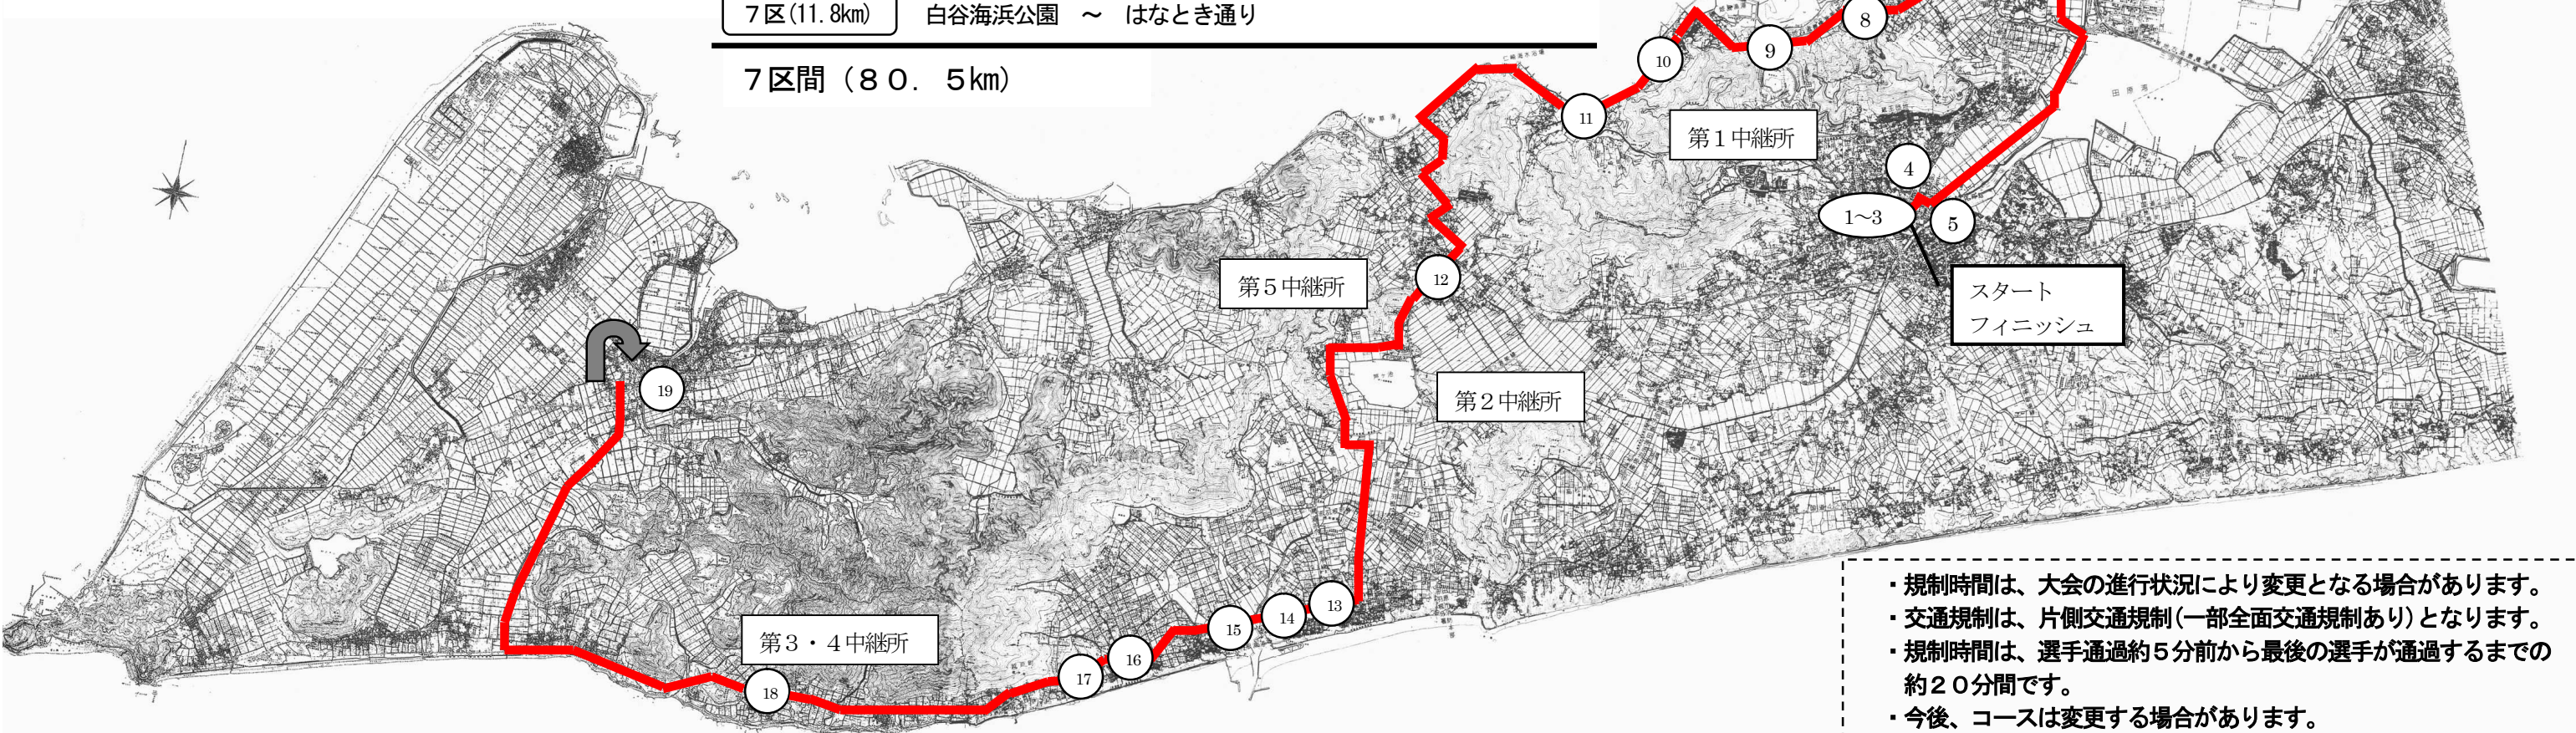 7区(11.8km)　白谷海浜公園　～　はなとき通り
7区間（８０．５km）
8
9
10
11
第１中継所
田原湾
4
1~3
5
スタート
フィニッシュ
第５中継所
12
第２中継所
19
13
14
15
16
17
第３・４中継所
18
・規制時間は、大会の進行状況により変更となる場合があります。
・交通規制は、片側交通規制(一部全面交通規制あり)となります。
・規制時間は、選手通過約５分前から最後の選手が通過するまでの
約２０分間です。
・今後、コースは変更する場合があります。